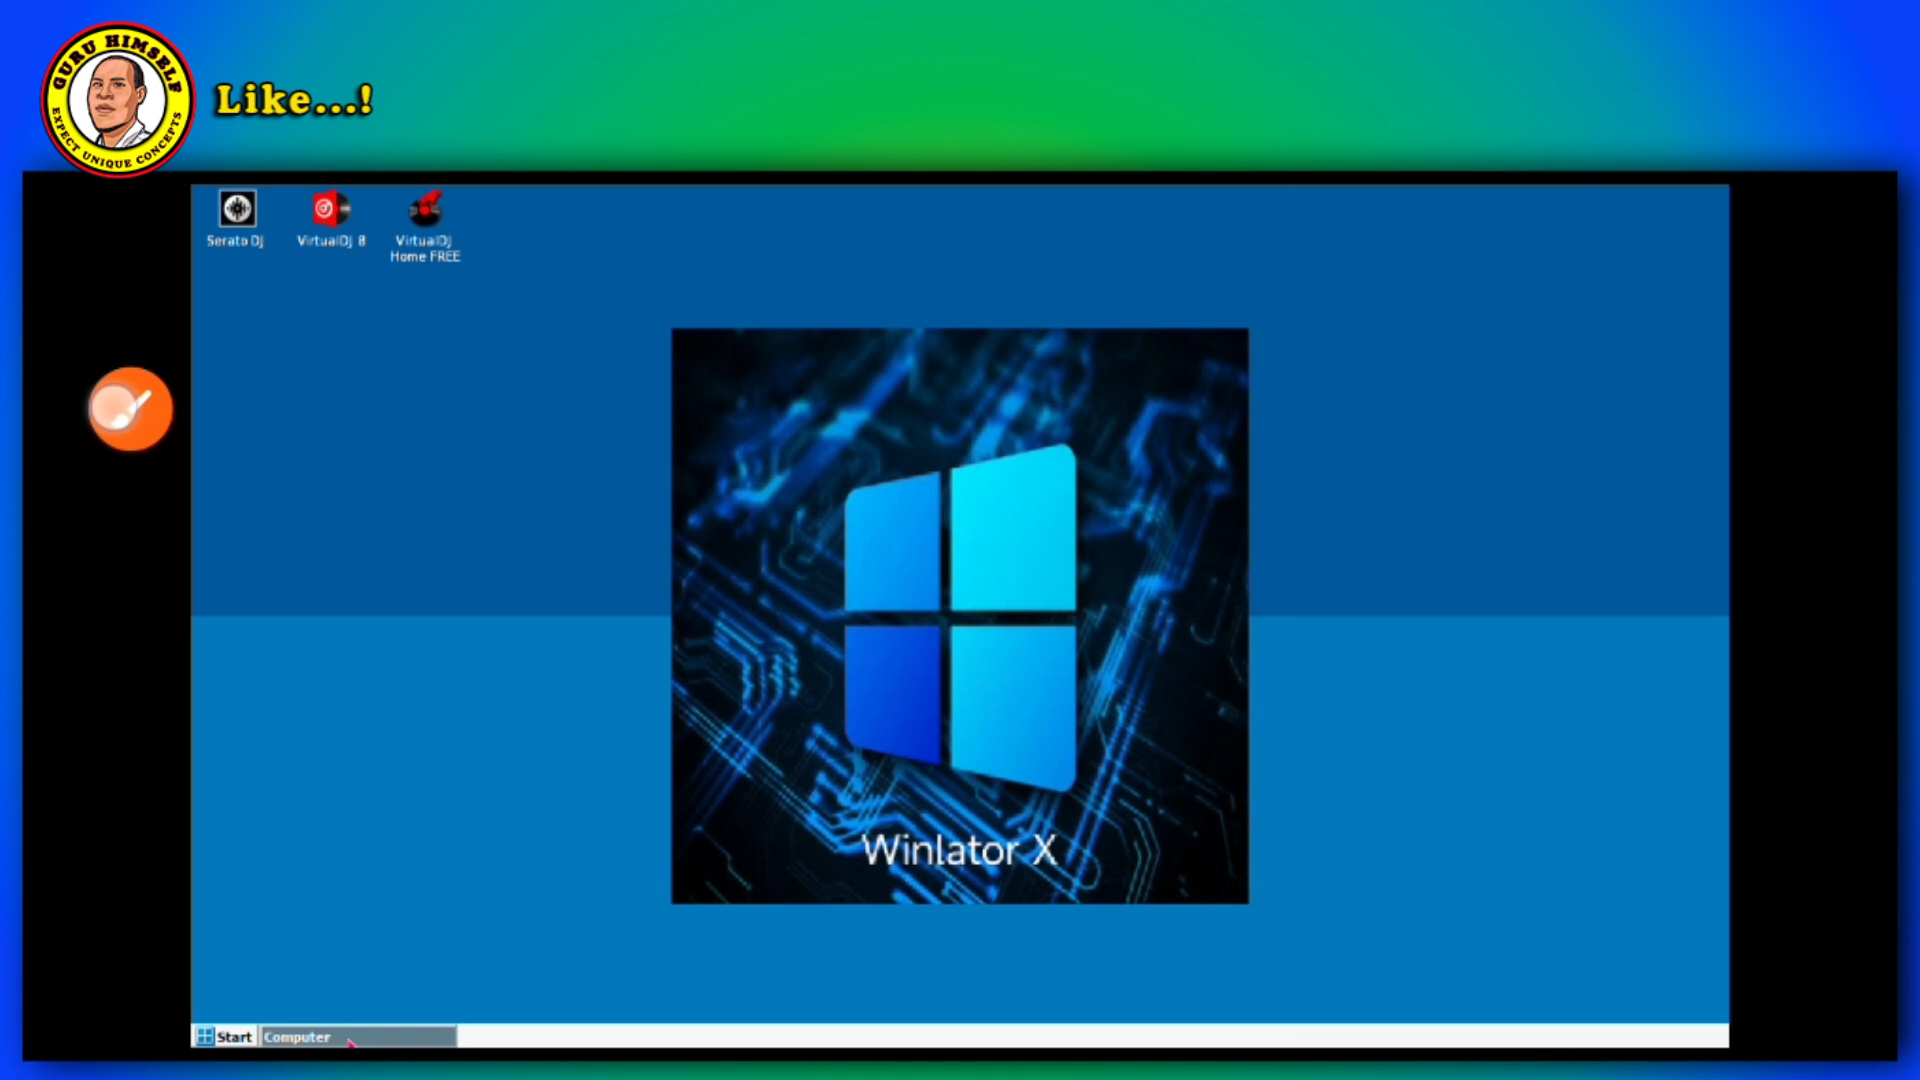 GURU HIMSELF
EXPECT UNIQUE CONCEPTS
Like...!
Serato DJ
VirtualDJ 8
VirtualDJ
Home FREE
Winlator X
Start
Computer